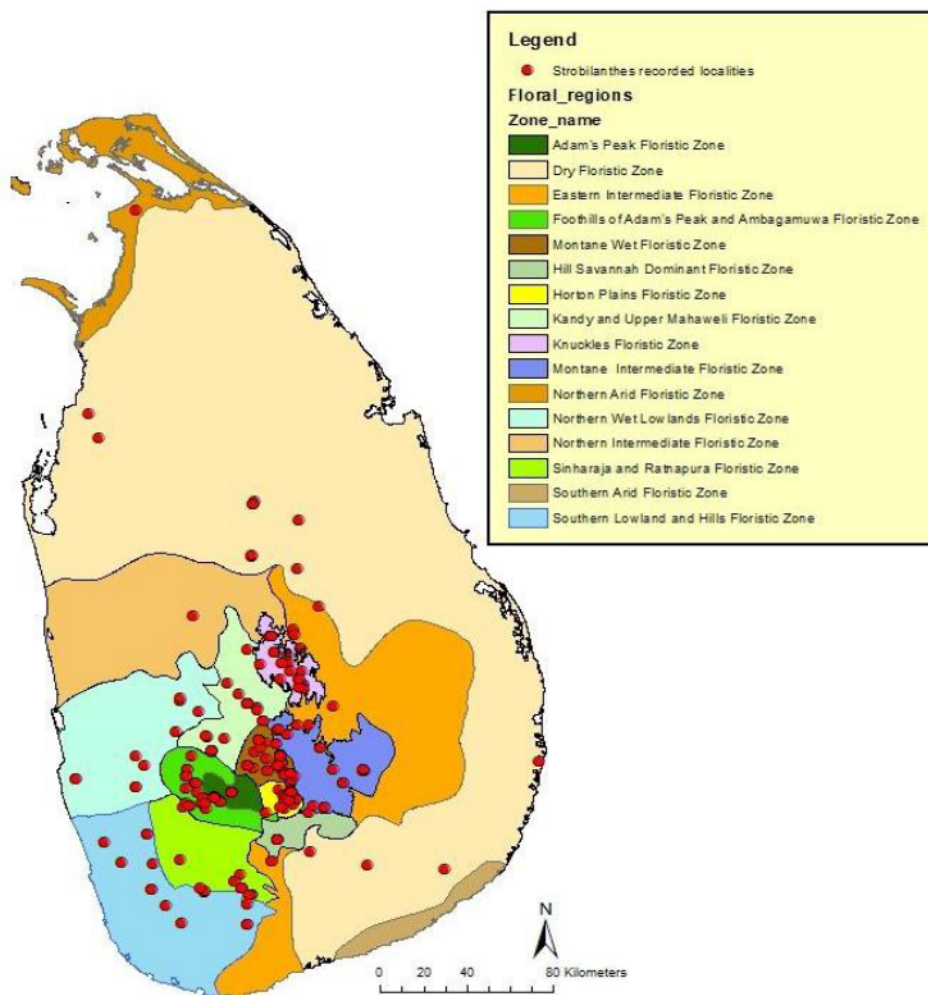 Legend
Strobilanthes recorded localities
Floral_regions
Zone_name
Adam's Peak Floristic Zone
Dry Floristic Zone
Eastern Intermediate Floristic Zone
Foothills of Adam's Peak and Ambagamuwa Floristic Zone
Montane Wet Floristic Zone
Hill Savannah Dominant Floristic Zone
Horton Plains Floristic Zone
Kandy and Upper Mahaweli Floristic Zone
Knuckles Floristic Zone
Montane Intermediate Floristic Zone
Northern Arid Floristic Zone
Northern Wet Lowlands Floristic Zone
Northern Intermediate Floristic Zone
Sinharaja and Ratnapura Floristic Zone
Southern Arid Floristic Zone
Southern Lowland and Hills Floristic Zone
N
0 20 40 80 Kilometers